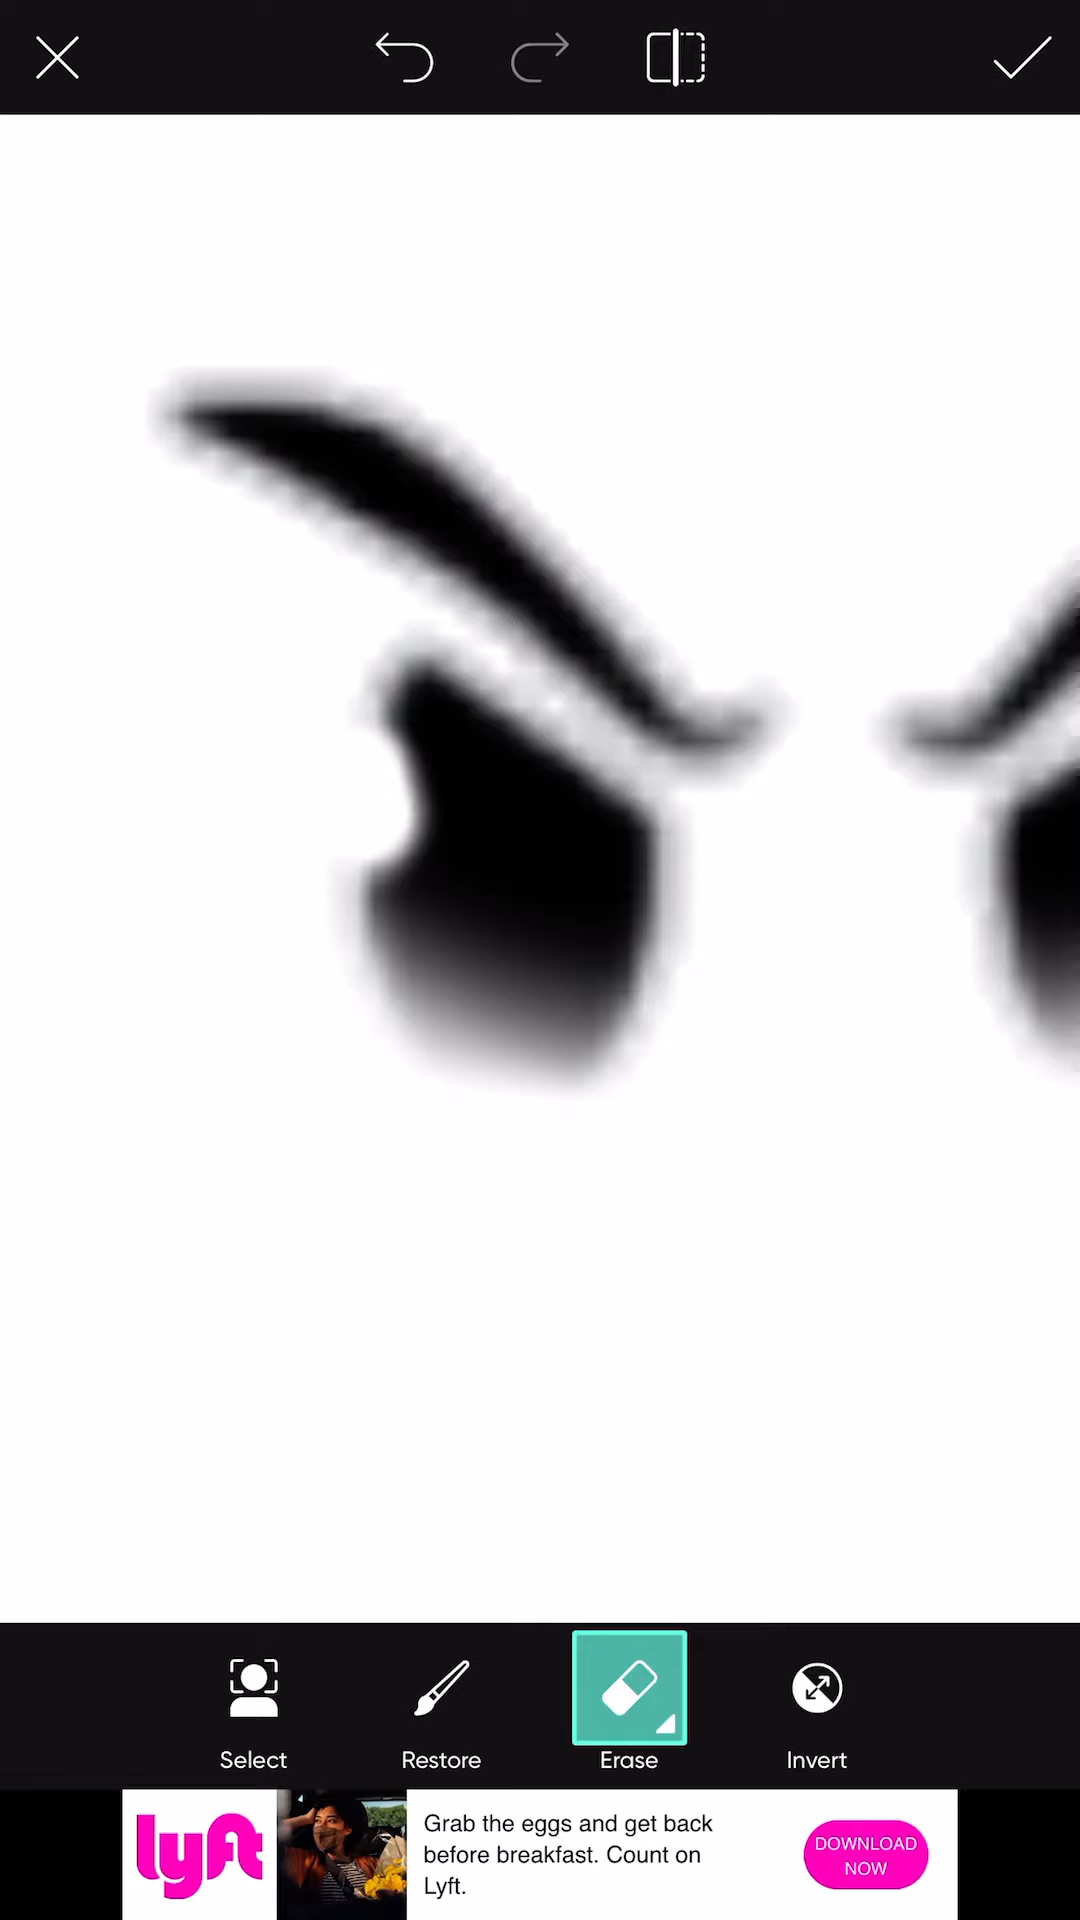 Select
Restore
Erase
Invert
lyft
Grab the eggs and get back
before breakfast. Count on
Lyft.
DOWNLOAD
NOW